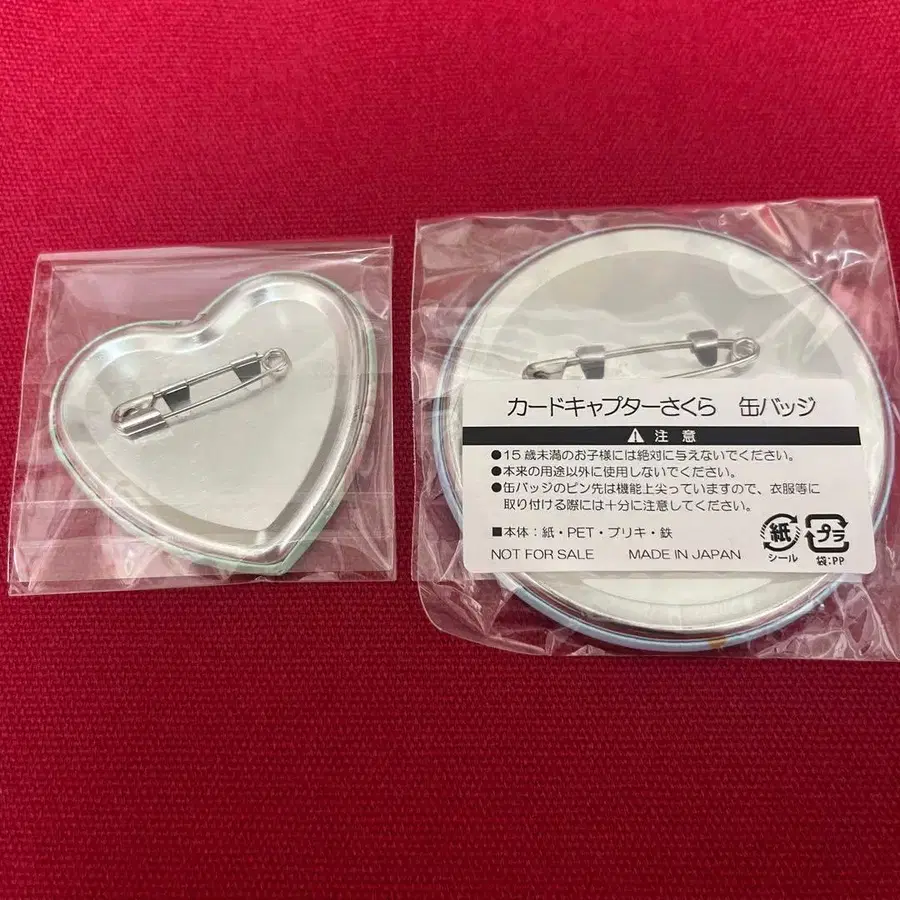 カードキャプターさくら 缶バッジ
注意
●15歳未満のお子様には絶対に与えないでください。
●本来の用途以外に使用しないでください。
●缶バッジのピン先は機能上尖っていますので、衣服等に
取り付ける際には十分に注意してください。
■本体:紙・PET・ブリキ・鉄
NOT FOR SALE MADE IN JAPAN
紙 プラ
シール 袋:PP